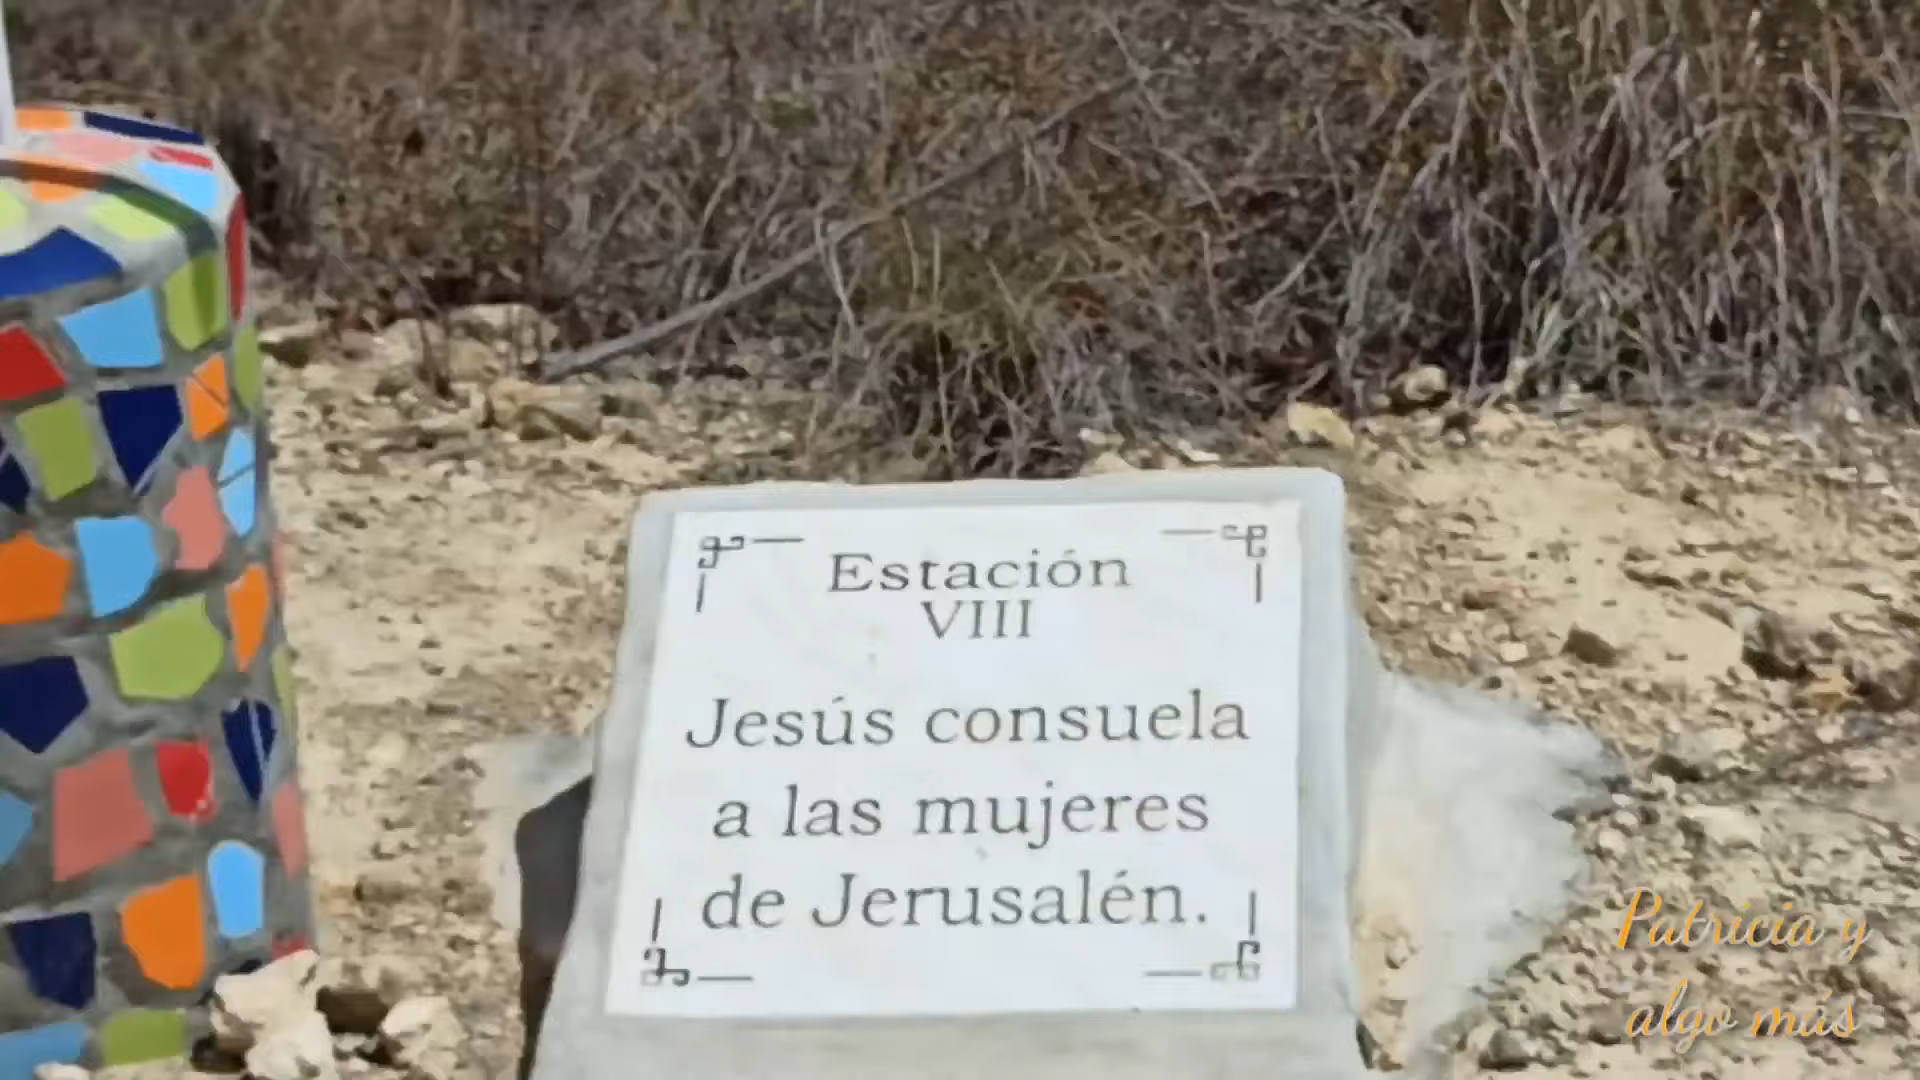 Estación
VIII
Jesús consuela
a las mujeres
de Jerusalén.
Patricia y
algo más